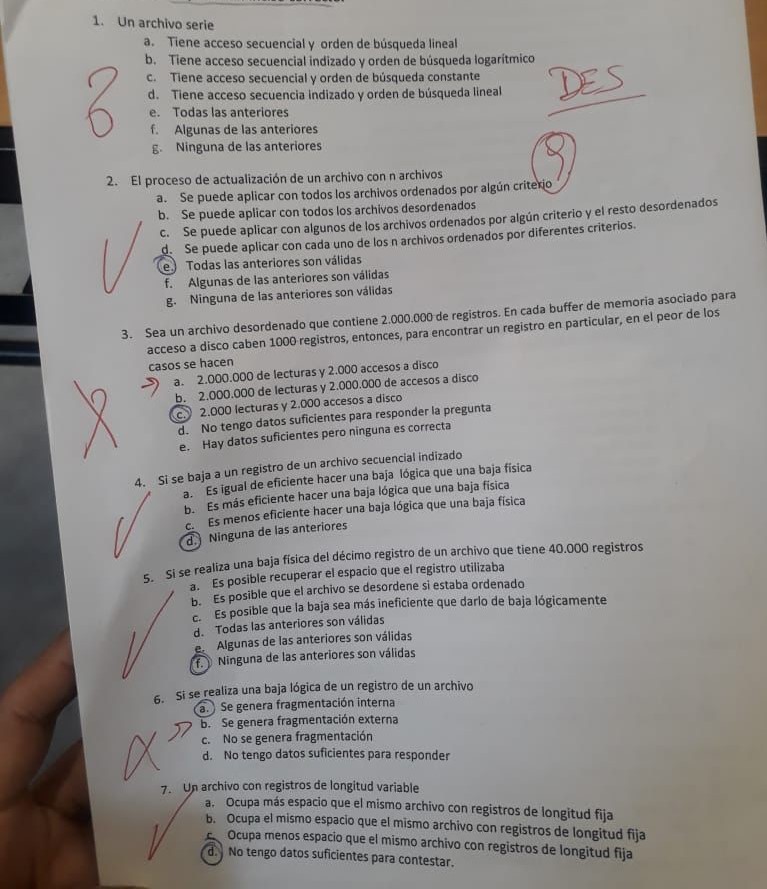 1. Un archivo serie
a. Tiene acceso secuencial y orden de búsqueda lineal
b. Tiene acceso secuencial indizado y orden de búsqueda logarítmico
c. Tiene acceso secuencial y orden de búsqueda constante
d. Tiene acceso secuencia indizado y orden de búsqueda lineal
e. Todas las anteriores
f. Algunas de las anteriores
g. Ninguna de las anteriores
DES
2. El proceso de actualización de un archivo con n archivos
a. Se puede aplicar con todos los archivos ordenados por algún criterio
b. Se puede aplicar con todos los archivos desordenados
c. Se puede aplicar con algunos de los archivos ordenados por algún criterio y el resto desordenados
d. Se puede aplicar con cada uno de los n archivos ordenados por diferentes criterios.
e. Todas las anteriores son válidas
f. Algunas de las anteriores son válidas
g. Ninguna de las anteriores son válidas
3. Sea un archivo desordenado que contiene 2.000.000 de registros. En cada buffer de memoria asociado para
acceso a disco caben 1000 registros, entonces, para encontrar un registro en particular, en el peor de los
casos se hacen
a. 2.000.000 de lecturas y 2.000 accesos a disco
b. 2.000.000 de lecturas y 2.000.000 de accesos a disco
c. 2.000 lecturas y 2.000 accesos a disco
d. No tengo datos suficientes para responder la pregunta
e. Hay datos suficientes pero ninguna es correcta
4. Si se baja a un registro de un archivo secuencial indizado
a. Es igual de eficiente hacer una baja lógica que una baja física
b. Es más eficiente hacer una baja lógica que una baja física
c. Es menos eficiente hacer una baja lógica que una baja física
d. Ninguna de las anteriores
5. Si se realiza una baja física del décimo registro de un archivo que tiene 40.000 registros
a. Es posible recuperar el espacio que el registro utilizaba
b. Es posible que el archivo se desordene si estaba ordenado
c. Es posible que la baja sea más ineficiente que darlo de baja lógicamente
d. Todas las anteriores son válidas
e. Algunas de las anteriores son válidas
f. Ninguna de las anteriores son válidas
6. Si se realiza una baja lógica de un registro de un archivo
a. Se genera fragmentación interna
b. Se genera fragmentación externa
c. No se genera fragmentación
d. No tengo datos suficientes para responder
7. Un archivo con registros de longitud variable
a. Ocupa más espacio que el mismo archivo con registros de longitud fija
b. Ocupa el mismo espacio que el mismo archivo con registros de longitud fija
c. Ocupa menos espacio que el mismo archivo con registros de longitud fija
d. No tengo datos suficientes para contestar.